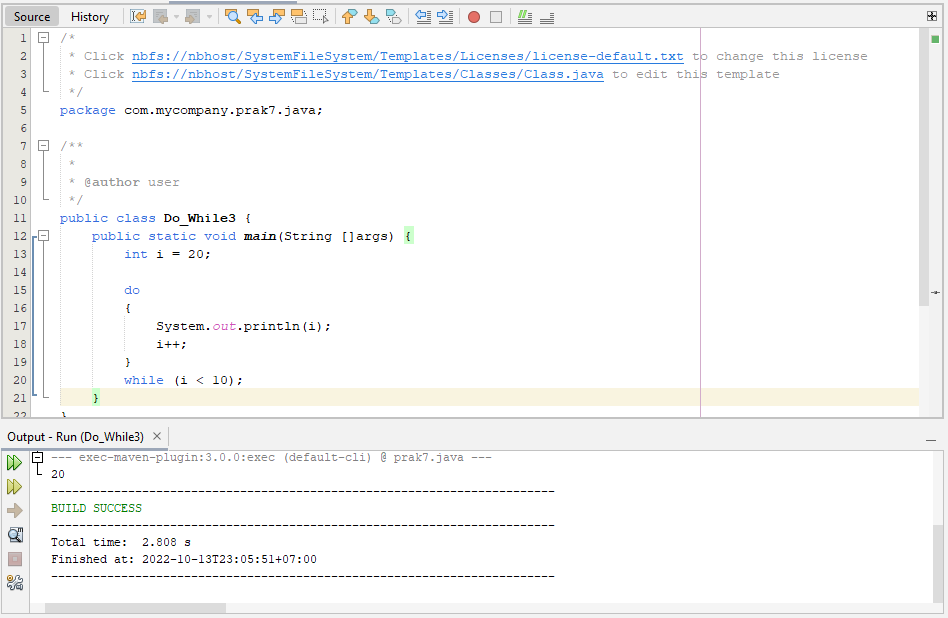 Source History
1 /*
2 * Click nbfs://nbhost/SystemFileSystem/Templates/Licenses/license-default.txt to change this license
3 * Click nbfs://nbhost/SystemFileSystem/Templates/Classes/Class.java to edit this template
4 */
5 package com.mycompany.prak7.java;
6
7 /**
8 *
9 * @author user
10 */
11 public class Do_While3 {
12 public static void main(String []args) {
13 int i = 20;
14
15 do
16 {
17 System.out.println(i);
18 i++;
19 }
20 while (i < 10);
21 }
22 }
Output - Run (Do_While3)
--- exec-maven-plugin:3.0.0:exec (default-cli) @ prak7.java ---
20
------------------------------------------------------------------------
BUILD SUCCESS
------------------------------------------------------------------------
Total time:  2.808 s
Finished at: 2022-10-13T23:05:51+07:00
------------------------------------------------------------------------